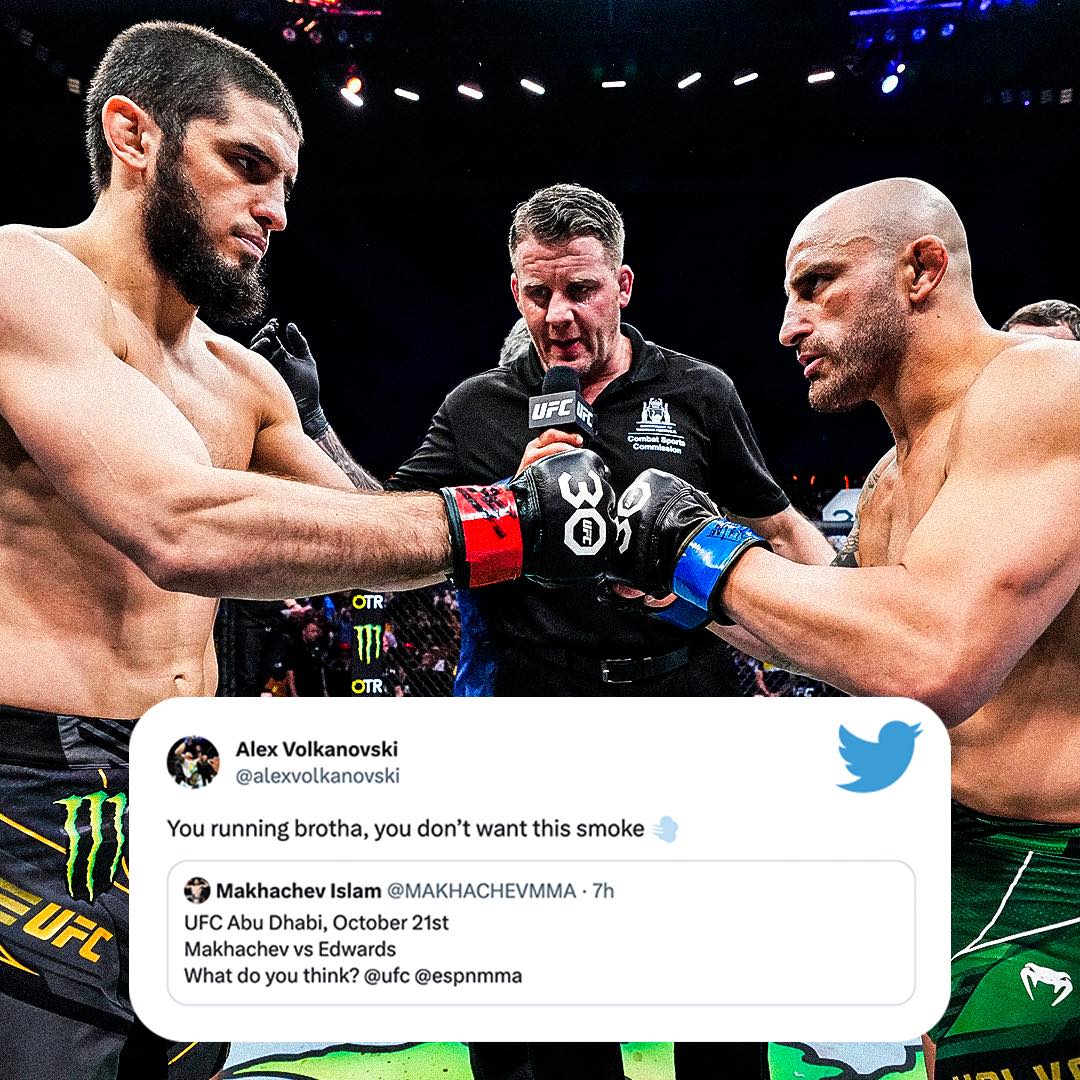 UFC
UFC
Combat Sports
Commission
30
UFC
OTR
OTR
UFC
Alex Volkanovski
@alexvolkanovski
You running brotha, you don’t want this smoke 💨
Makhachev Islam @MAKHACHEVMMA · 7h
UFC Abu Dhabi, October 21st
Makhachev vs Edwards
What do you think? @ufc @espnmma